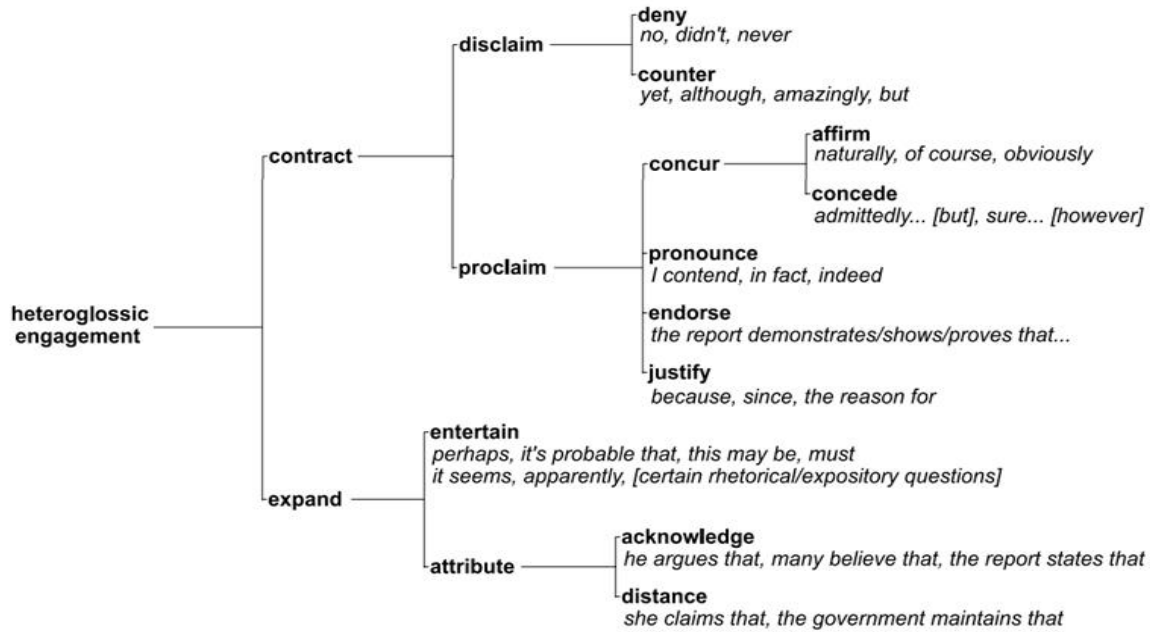 deny
no, didn't, never
disclaim
counter
yet, although, amazingly, but
affirm
naturally, of course, obviously
contract
concur
concede
admittedly... [but], sure... [however]
pronounce
I contend, in fact, indeed
proclaim
heteroglossic
engagement
endorse
the report demonstrates/shows/proves that...
justify
because, since, the reason for
entertain
perhaps, it's probable that, this may be, must
it seems, apparently, [certain rhetorical/expository questions]
expand
acknowledge
he argues that, many believe that, the report states that
attribute
distance
she claims that, the government maintains that